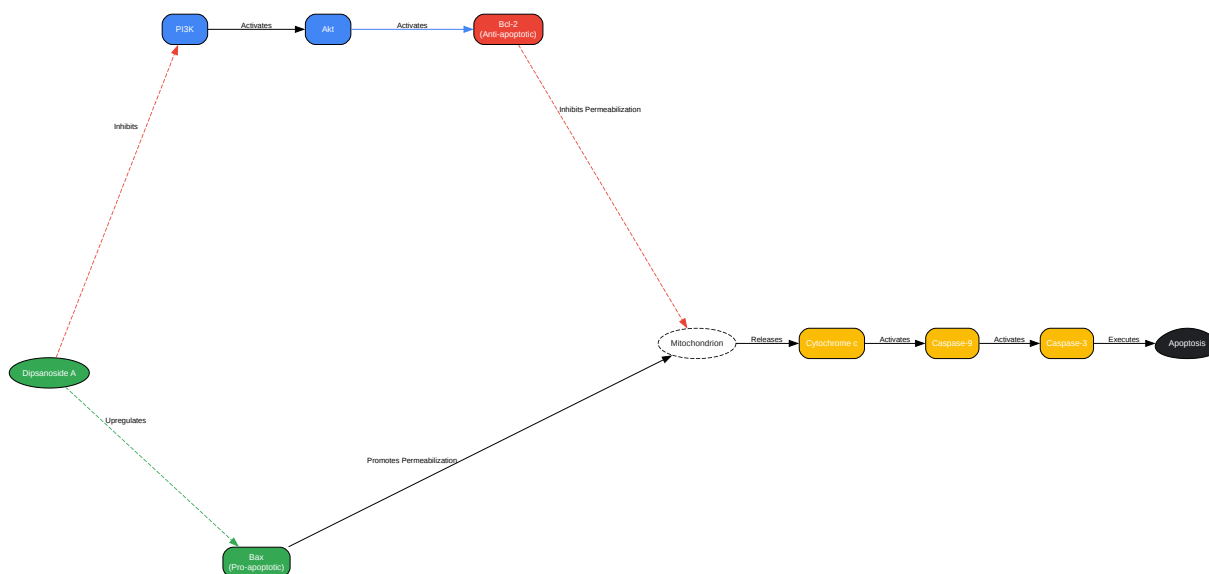 PI3K
Activates
Akt
Activates
Bcl-2
(Anti-apoptotic)
Inhibits Permeabilization
Inhibits
Mitochondrion
Releases
Cytochrome c
Activates
Caspase-9
Activates
Caspase-3
Executes
Apoptosis
Dipsanoside A
Upregulates
Promotes Permeabilization
Bax
(Pro-apoptotic)